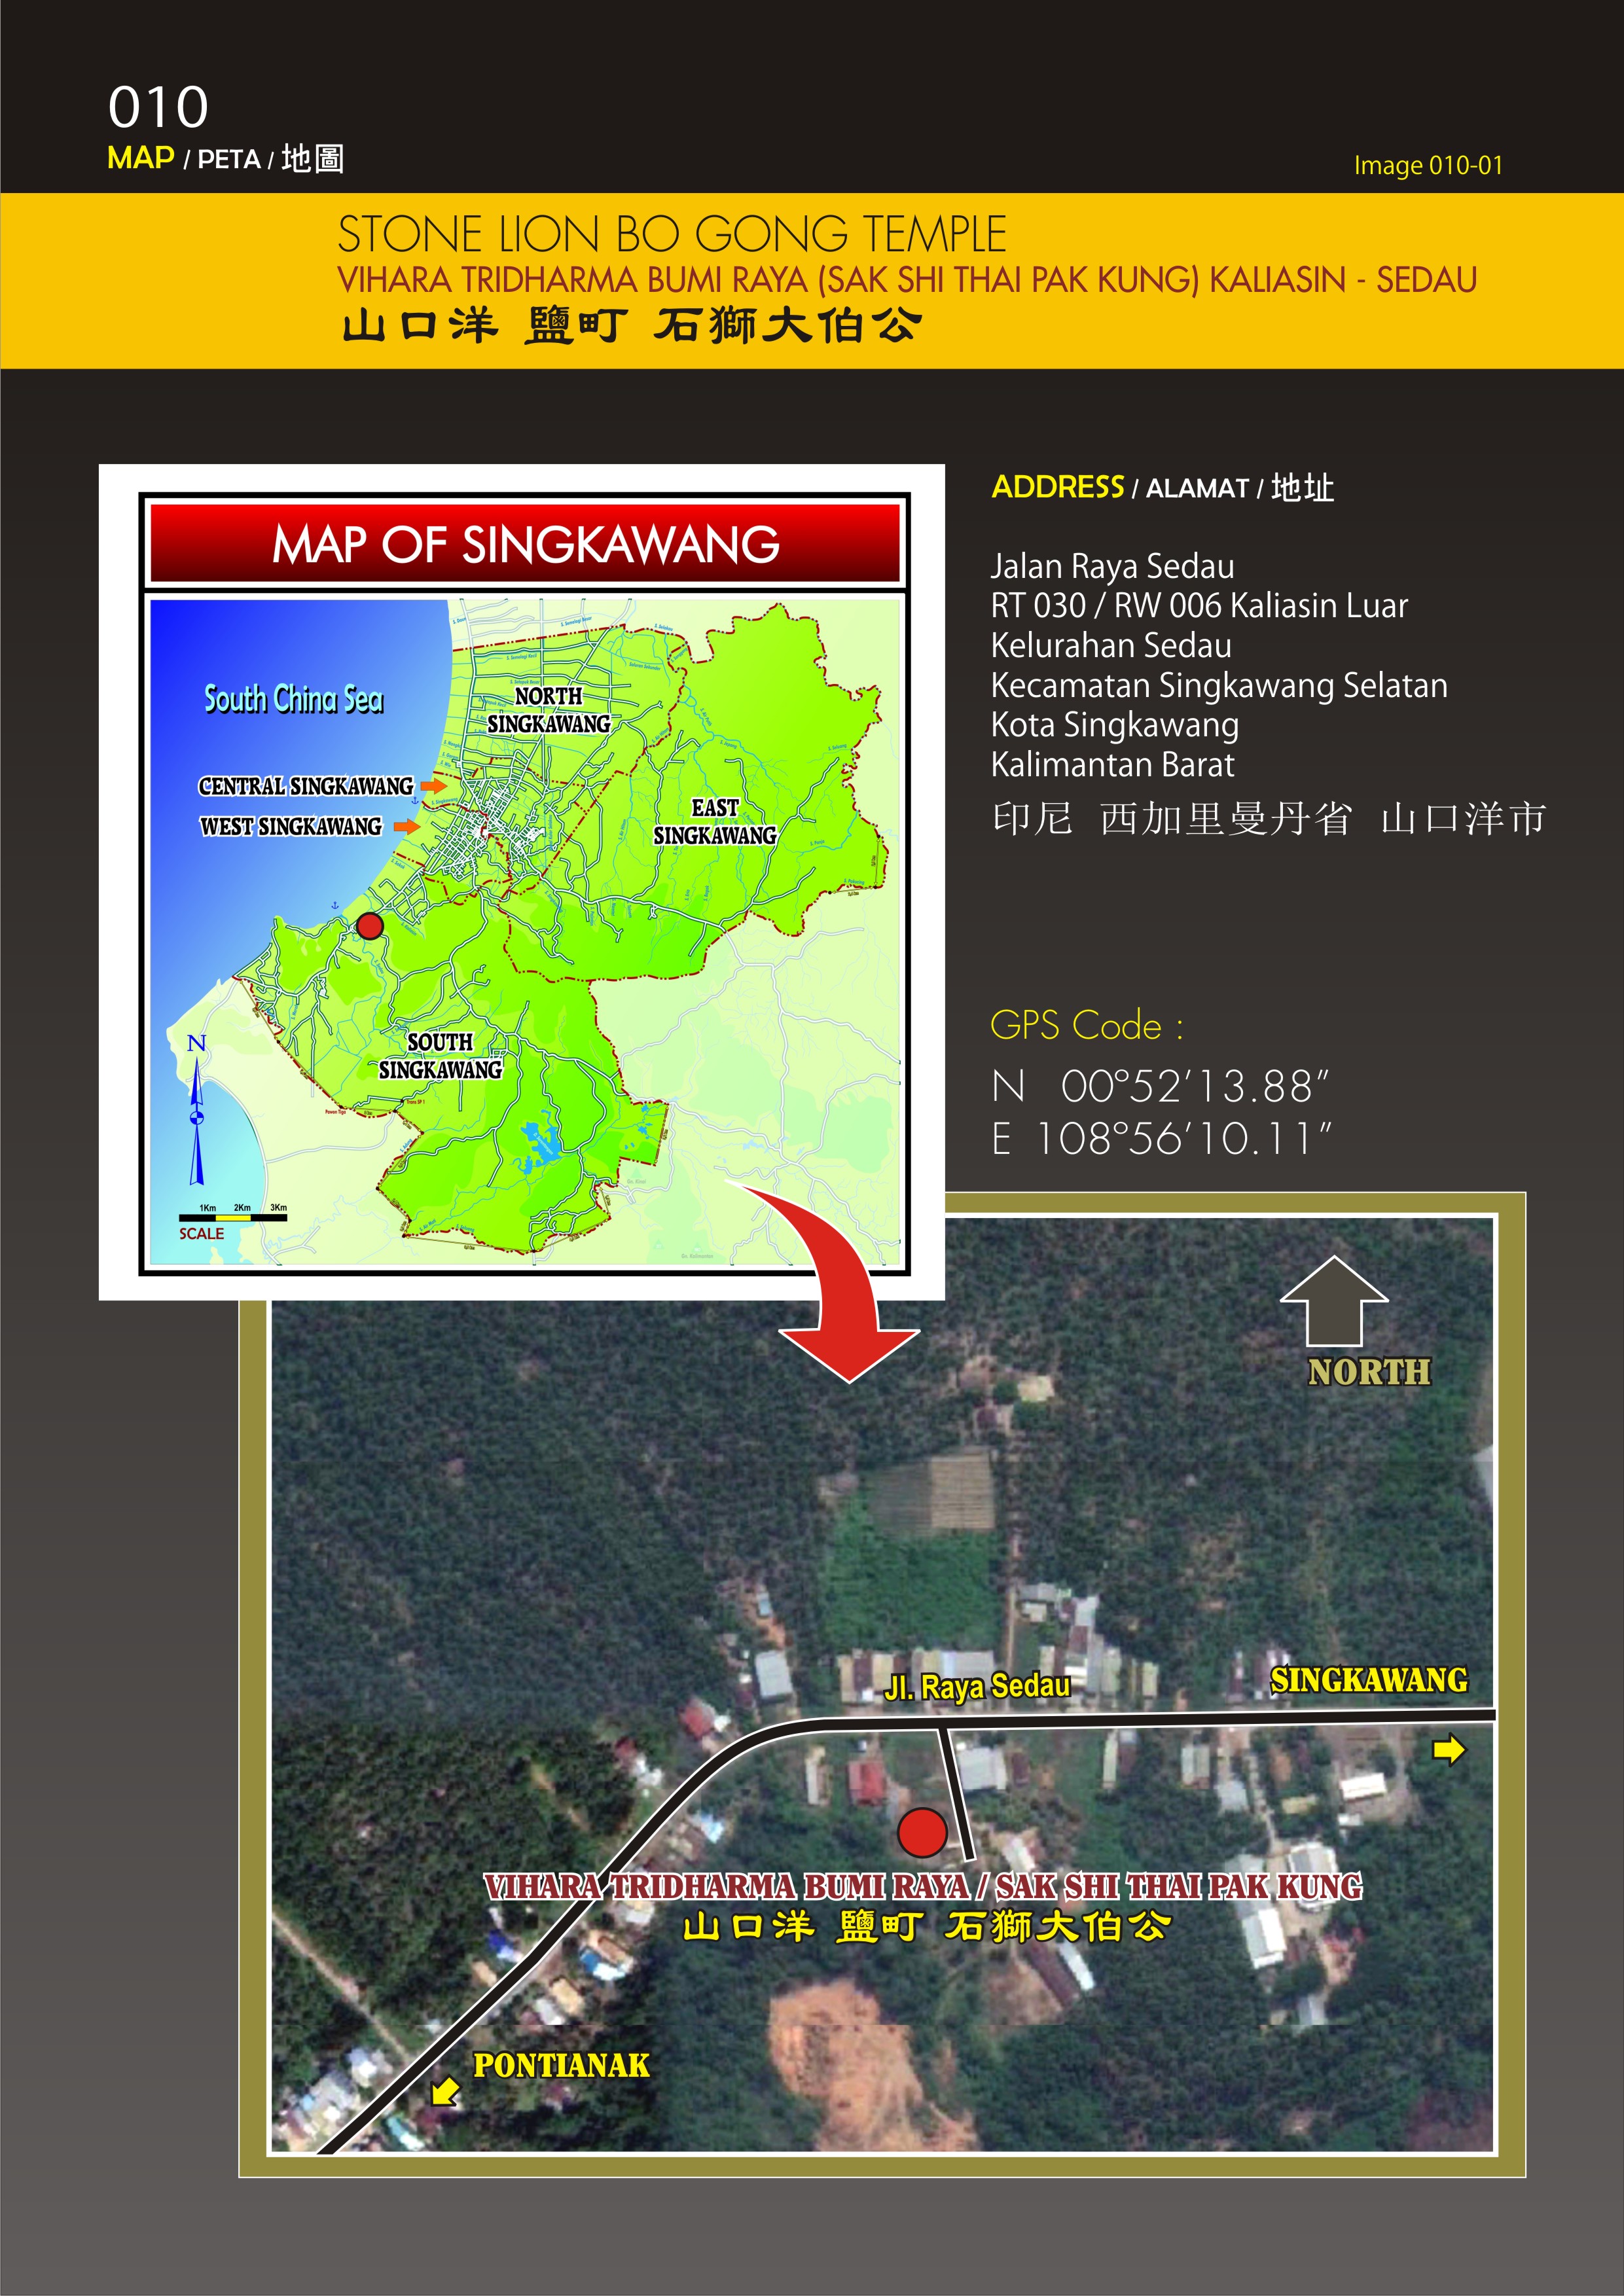 010
MAP / PETA / 地圖
Image 010-01
STONE LION BO GONG TEMPLE
VIHARA TRIDHARMA BUMI RAYA (SAK SHI THAI PAK KUNG) KALIASIN - SEDAU
山口洋 鹽町 石獅大伯公
MAP OF SINGKAWANG
South China Sea
NORTH
SINGKAWANG
CENTRAL SINGKAWANG
WEST SINGKAWANG
EAST
SINGKAWANG
SOUTH
SINGKAWANG
N
1Km 2Km 3Km
SCALE
ADDRESS / ALAMAT / 地址
Jalan Raya Sedau
RT 030 / RW 006 Kaliasin Luar
Kelurahan Sedau
Kecamatan Singkawang Selatan
Kota Singkawang
Kalimantan Barat
印尼 西加里曼丹省 山口洋市
GPS Code :
N 00°52’13.88”
E 108°56’10.11”
NORTH
Jl. Raya Sedau
SINGKAWANG
VIHARA TRIDHARMA BUMI RAYA / SAK SHI THAI PAK KUNG
山口洋 鹽町 石獅大伯公
PONTIANAK